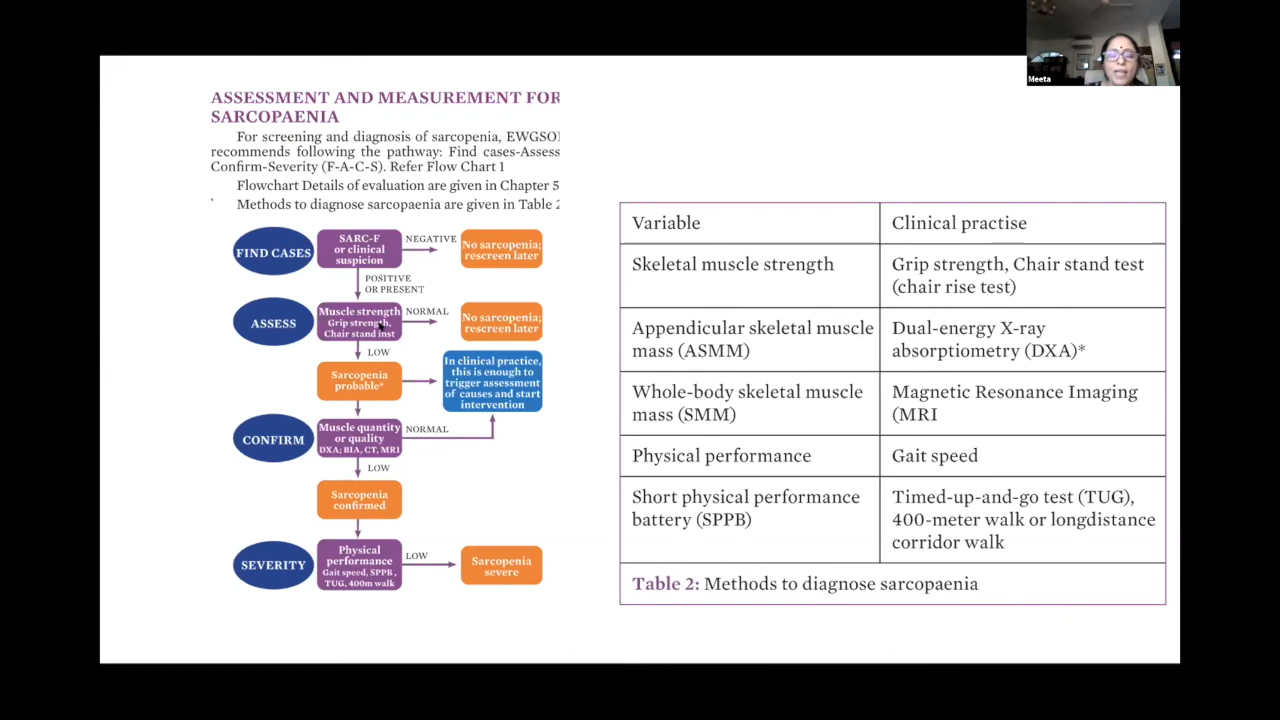 Meeta
ASSESSMENT AND MEASUREMENT FOR
SARCOPAENIA
For screening and diagnosis of sarcopenia, EWGSO
recommends following the pathway: Find cases-Assess
Confirm-Severity (F-A-C-S). Refer Flow Chart 1
Flowchart Details of evaluation are given in Chapter 5
Methods to diagnose sarcopaenia are given in Table 2
FIND CASES
SARC-F
or clinical
suspicion
NEGATIVE
No sarcopenia;
rescreen later
POSITIVE
OR PRESENT
ASSESS
Muscle strength
Grip strength,
Chair stand inst
NORMAL
No sarcopenia;
rescreen later
LOW
Sarcopenia
probable*
In clinical practice,
this is enough to
trigger assessment
of causes and start
intervention
CONFIRM
Muscle quantity
or quality
DXA; BIA, CT, MRI
NORMAL
LOW
Sarcopenia
confirmed
SEVERITY
Physical
performance
Gait speed, SPPB,
TUG, 400m walk
LOW
Sarcopenia
severe
Variable
Clinical practise
Skeletal muscle strength
Grip strength, Chair stand test
(chair rise test)
Appendicular skeletal muscle
mass (ASMM)
Dual-energy X-ray
absorptiometry (DXA)*
Whole-body skeletal muscle
mass (SMM)
Magnetic Resonance Imaging
(MRI
Physical performance
Gait speed
Short physical performance
battery (SPPB)
Timed-up-and-go test (TUG),
400-meter walk or longdistance
corridor walk
Table 2: Methods to diagnose sarcopaenia